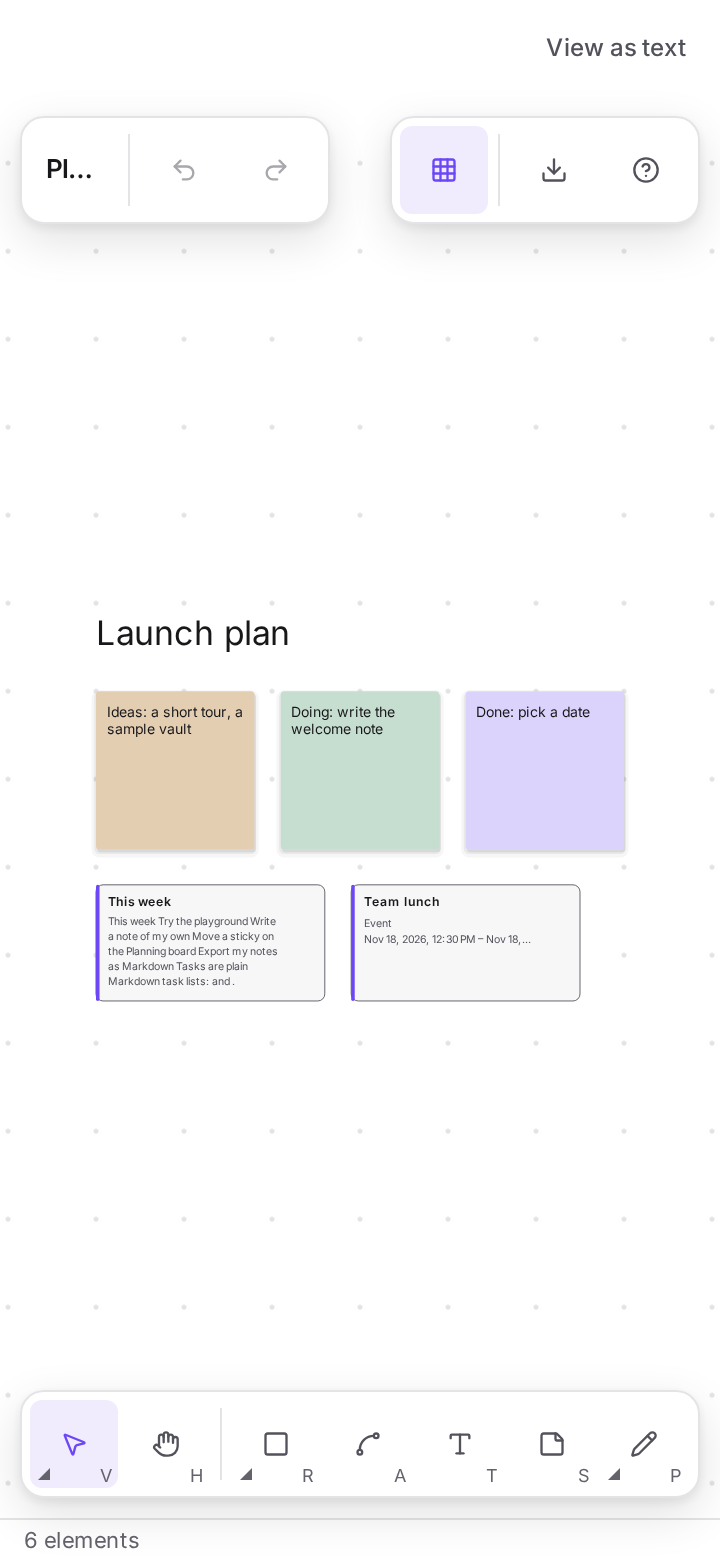 View as text
Pl…
Launch plan
Ideas: a short tour, a
sample vault
Doing: write the
welcome note
Done: pick a date
This week
This week Try the playground Write
a note of my own Move a sticky on
the Planning board Export my notes
as Markdown Tasks are plain
Markdown task lists: and .
Team lunch
Event
Nov 18, 2026, 12:30 PM – Nov 18,…
V
H
R
A
T
S
P
6 elements